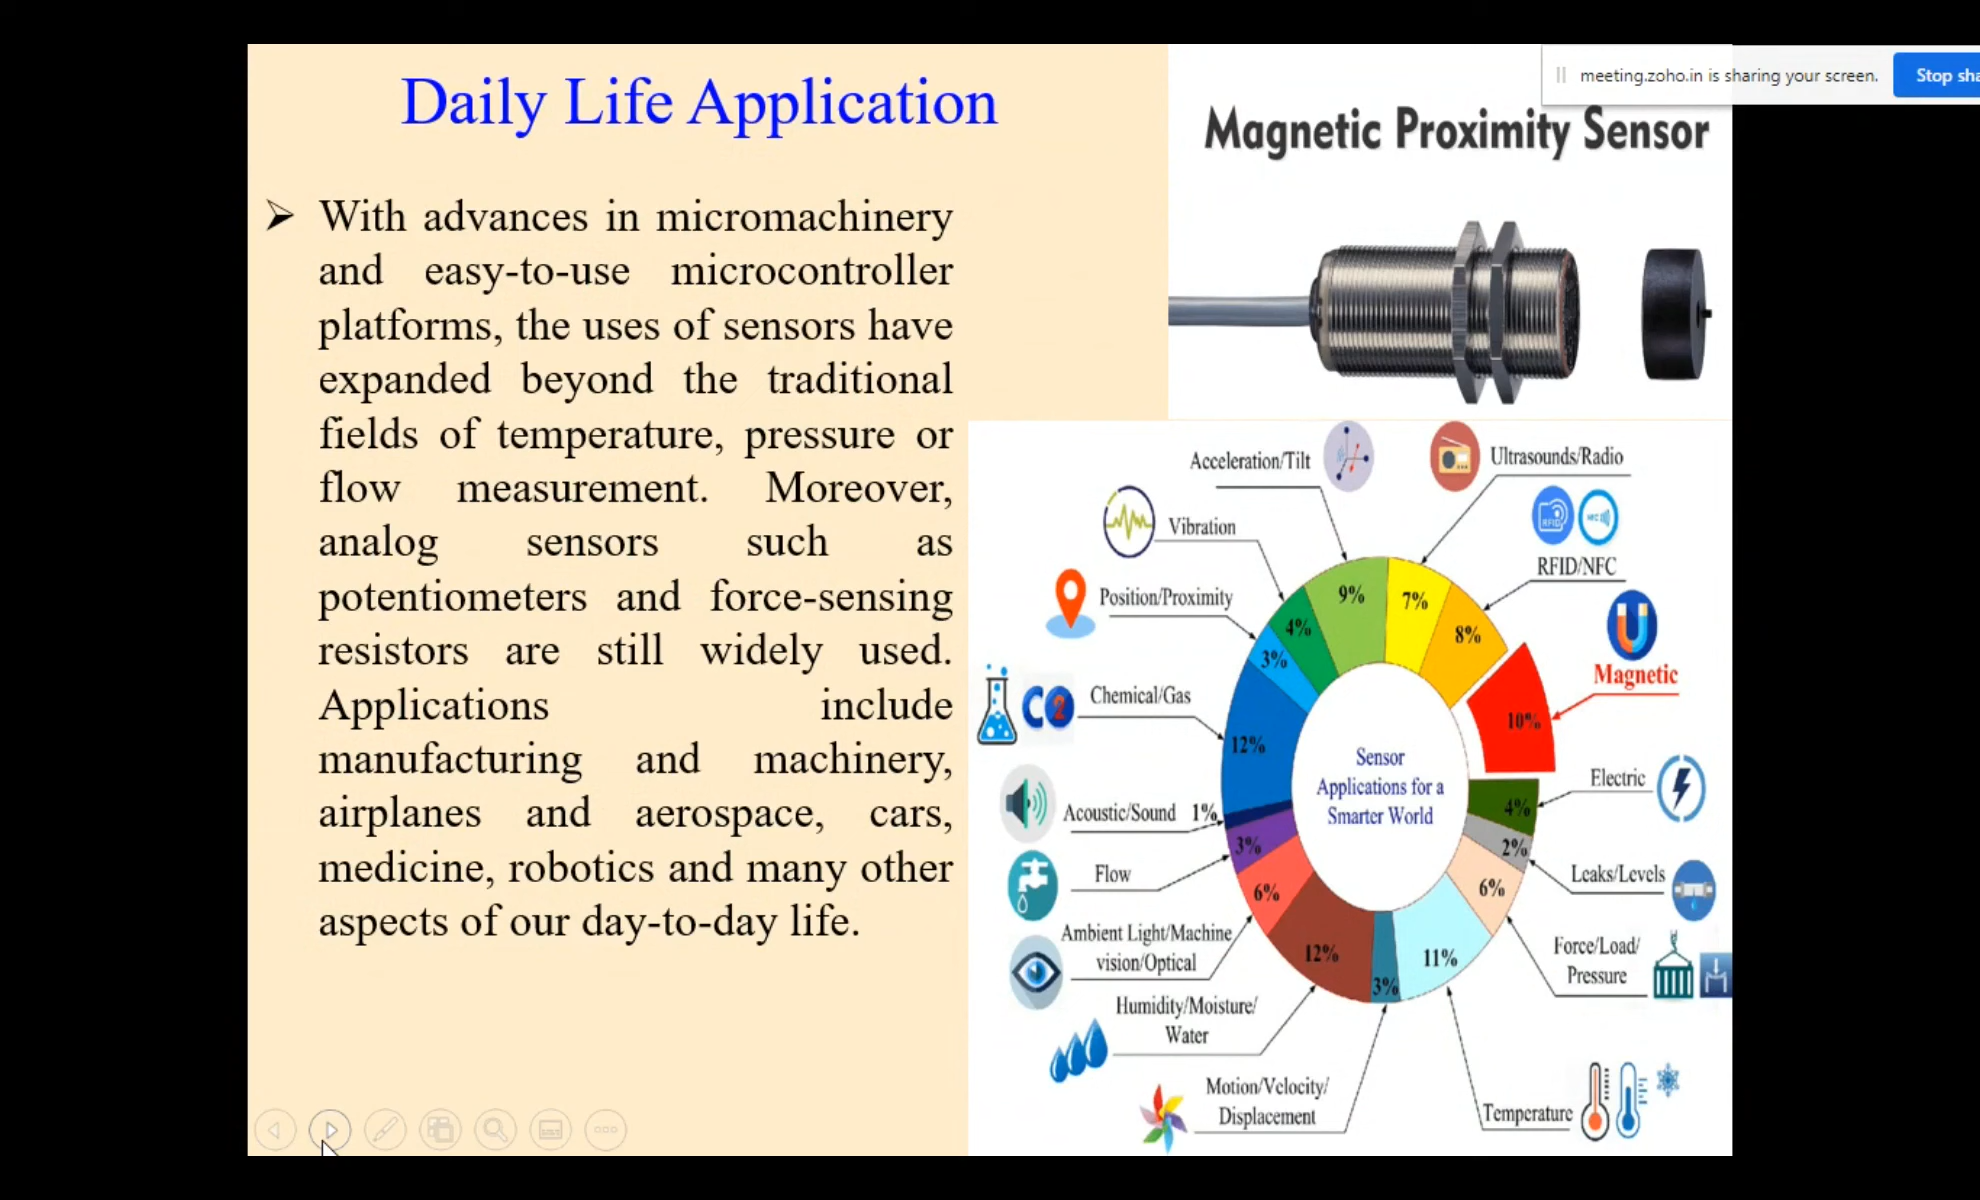 Daily Life Application
meeting.zoho.in is sharing your screen.
Stop sha
Magnetic Proximity Sensor
With advances in micromachinery
and easy-to-use microcontroller
platforms, the uses of sensors have
expanded beyond the traditional
fields of temperature, pressure or
flow measurement. Moreover,
analog sensors such as
potentiometers and force-sensing
resistors are still widely used.
Applications include
manufacturing and machinery,
airplanes and aerospace, cars,
medicine, robotics and many other
aspects of our day-to-day life.
Acceleration/Tilt
Ultrasounds/Radio
Vibration
RFID
NFC
RFID/NFC
Position/Proximity
Magnetic
Chemical/Gas
CO2
Electric
Acoustic/Sound
Leaks/Levels
Flow
Force/Load/
Pressure
Ambient Light/Machine
vision/Optical
Humidity/Moisture/
Water
Motion/Velocity/
Displacement
Temperature
9%
7%
8%
10%
4%
2%
6%
11%
3%
12%
6%
3%
1%
12%
3%
4%
Sensor
Applications for a
Smarter World